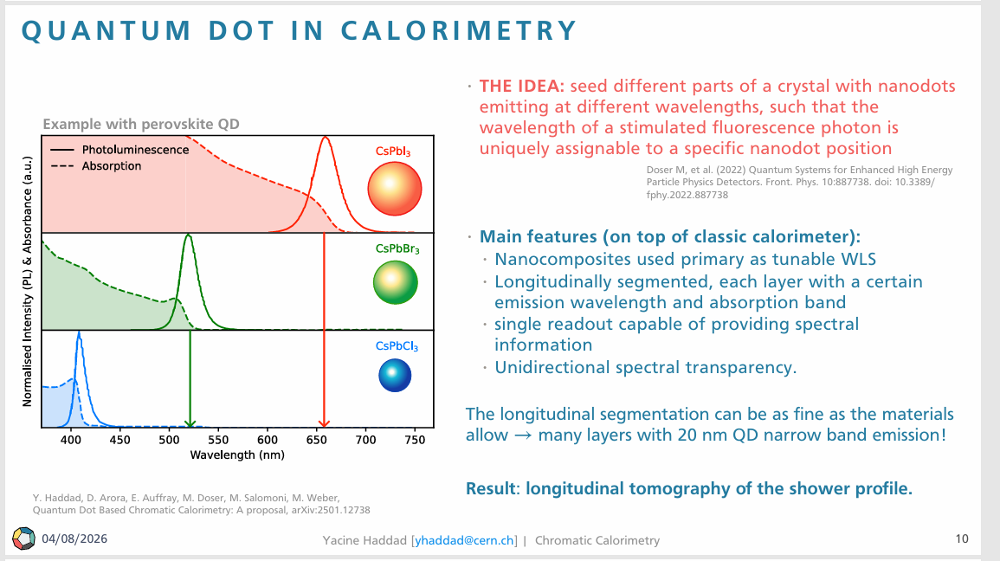 QUANTUM DOT IN CALORIMETRY
Example with perovskite QD
Normalised Intensity (PL) & Absorbance (a.u.)
Photoluminescence
Absorption
CsPbI₃
CsPbBr₃
CsPbCl₃
400 450 500 550 600 650 700 750
Wavelength (nm)
Y. Haddad, D. Arora, E. Auffray, M. Doser, M. Salomoni, M. Weber,
Quantum Dot Based Chromatic Calorimetry: A proposal, arXiv:2501.12738
· THE IDEA: seed different parts of a crystal with nanodots
emitting at different wavelengths, such that the
wavelength of a stimulated fluorescence photon is
uniquely assignable to a specific nanodot position
Doser M, et al. (2022) Quantum Systems for Enhanced High Energy
Particle Physics Detectors. Front. Phys. 10:887738. doi: 10.3389/
fphy.2022.887738
· Main features (on top of classic calorimeter):
· Nanocomposites used primary as tunable WLS
· Longitudinally segmented, each layer with a certain
emission wavelength and absorption band
· single readout capable of providing spectral
information
· Unidirectional spectral transparency.
The longitudinal segmentation can be as fine as the materials
allow → many layers with 20 nm QD narrow band emission!
Result: longitudinal tomography of the shower profile.
04/08/2026
Yacine Haddad [yhaddad@cern.ch] | Chromatic Calorimetry
10